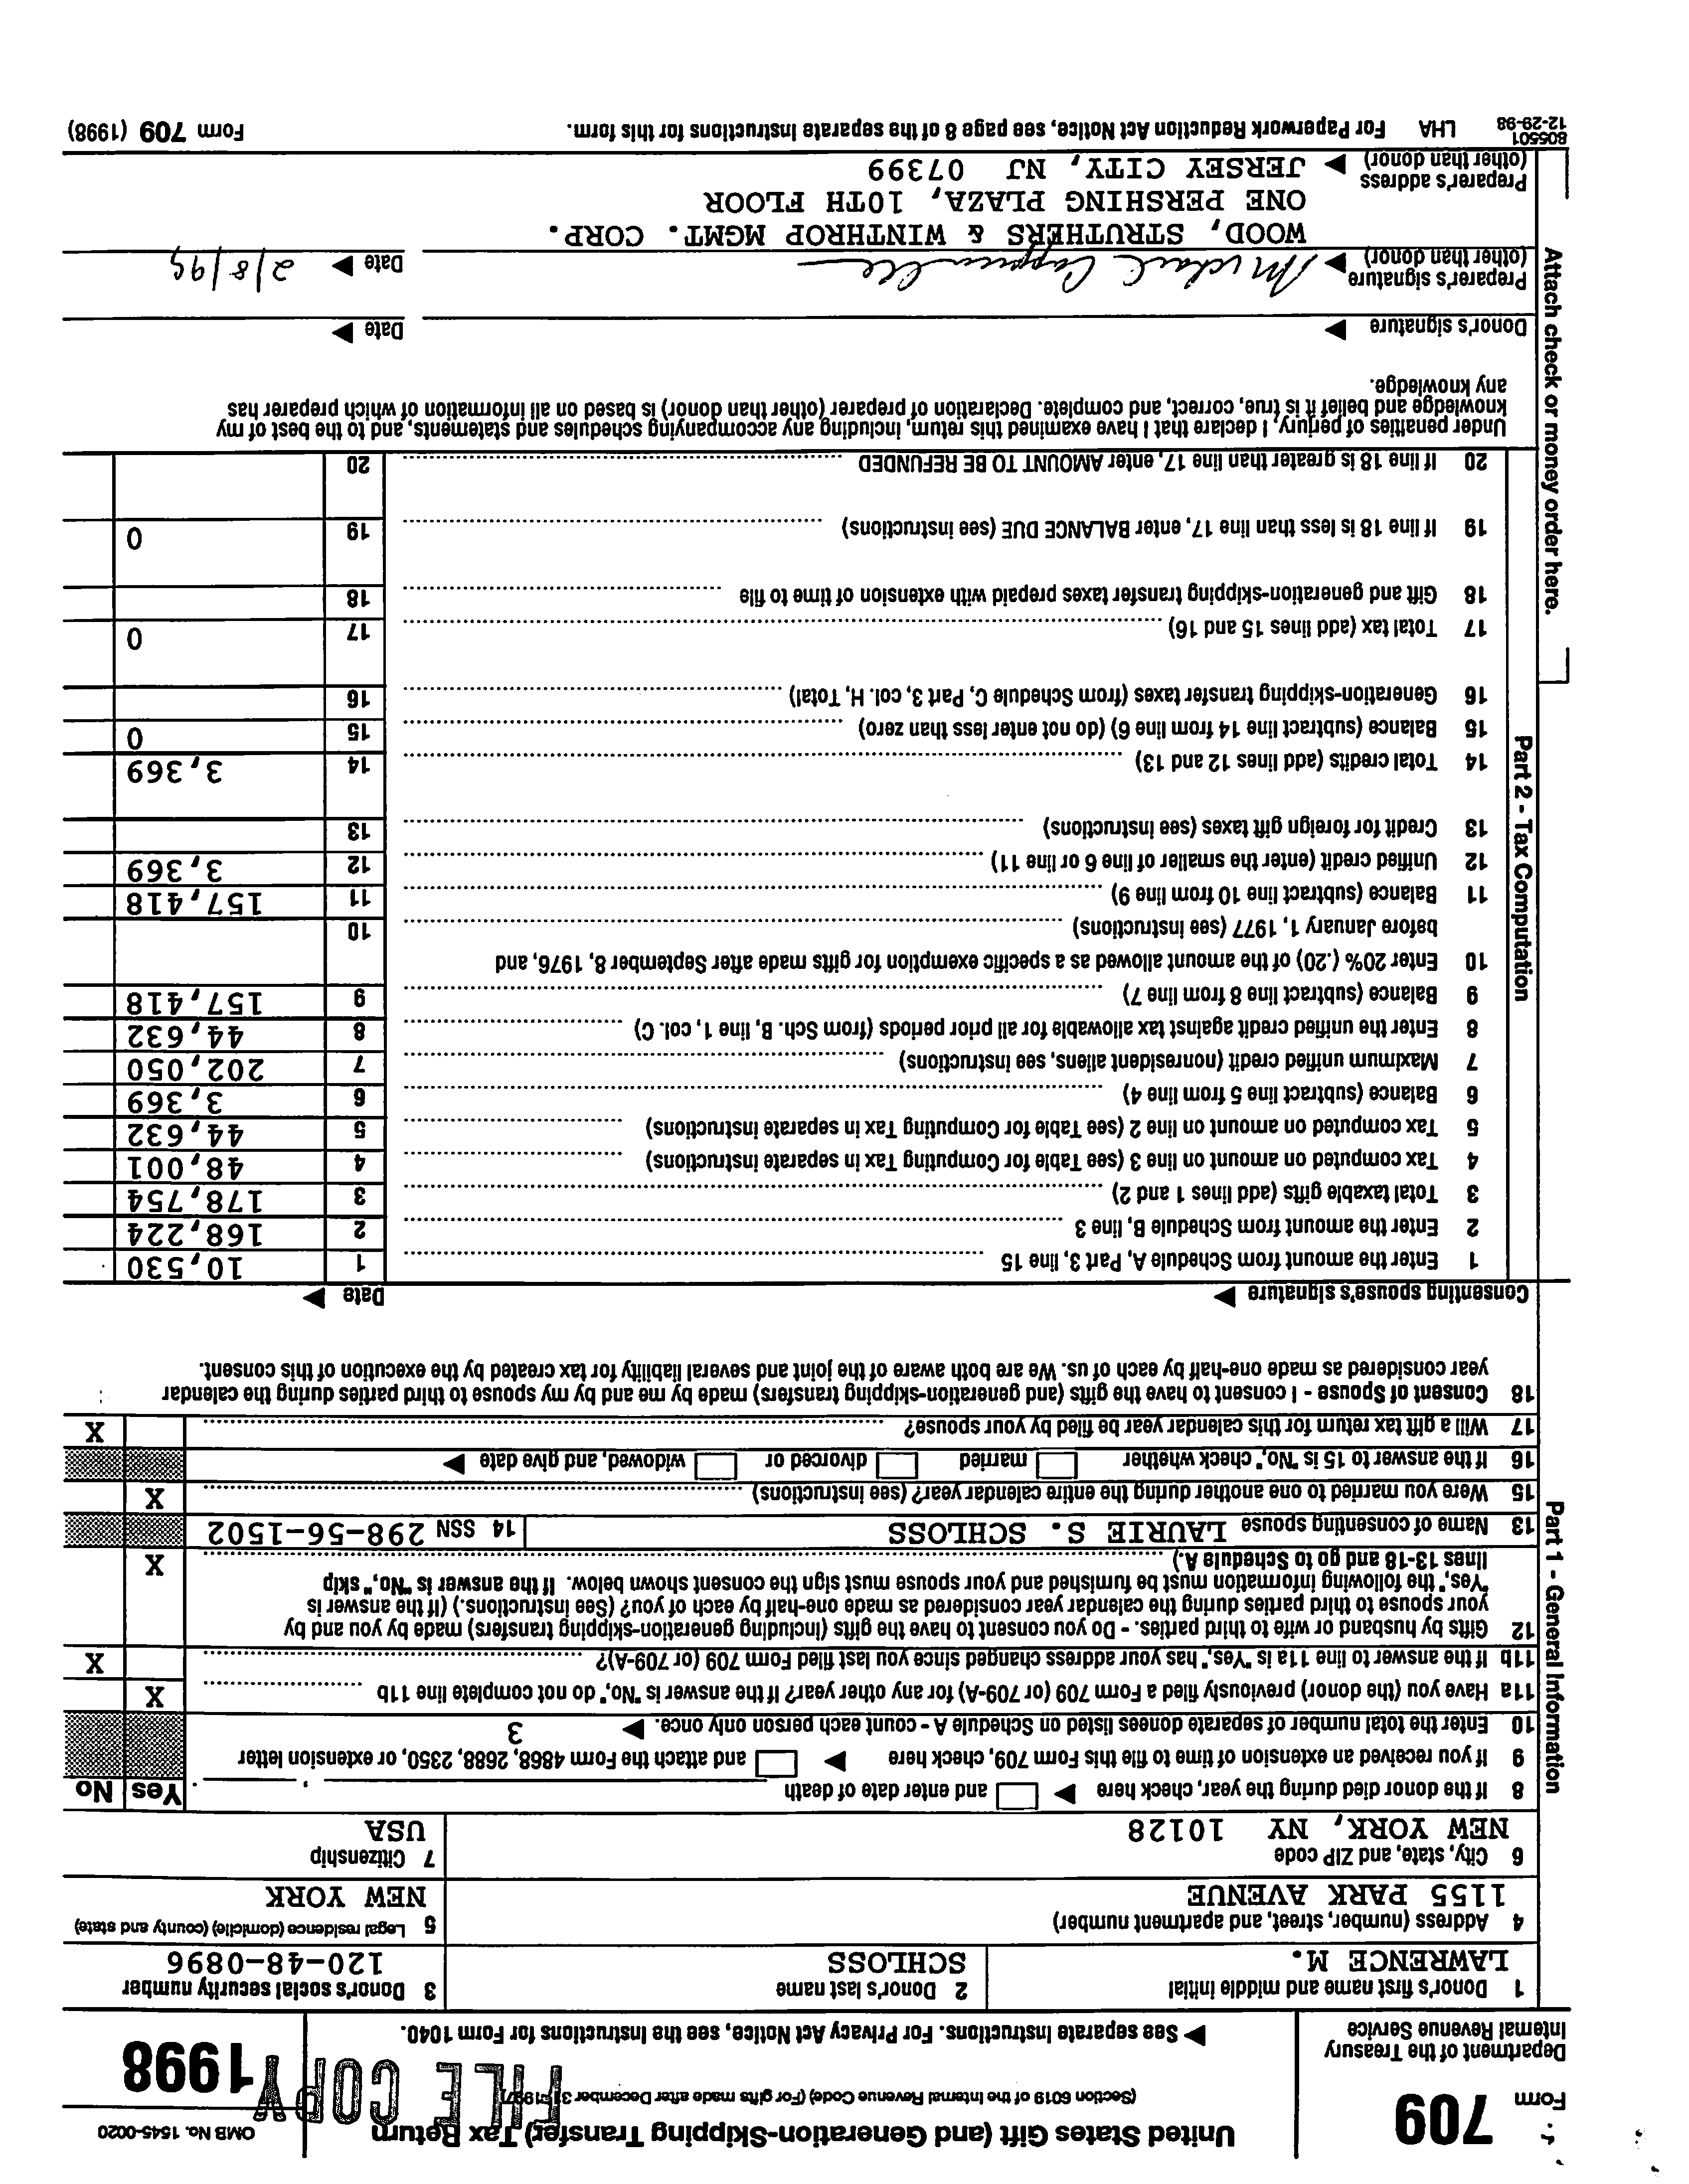 Form 709
Department of the Treasury
Internal Revenue Service
United States Gift (and Generation-Skipping Transfer) Tax Return
(Section 6019 of the Internal Revenue Code) (For gifts made after December 31, 1997)
FILE COPY
▶ See separate instructions. For Privacy Act Notice, see the Instructions for Form 1040.
OMB No. 1545-0020
1998
Part 1 - General Information
1 Donor's first name and middle initial
LAWRENCE M.
2 Donor's last name
SCHLOSS
3 Donor's social security number
120-48-0896
4 Address (number, street, and apartment number)
1155 PARK AVENUE
5 Legal residence (domicile) (county and state)
NEW YORK
6 City, state, and ZIP code
NEW YORK, NY 10128
7 Citizenship
USA
8 If the donor died during the year, check here ▶ and enter date of death , .
Yes No
9 If you received an extension of time to file this Form 709, check here ▶ and attach the Form 4868, 2688, 2350, or extension letter
10 Enter the total number of separate donees listed on Schedule A - count each person only once. ▶ 3
11a Have you (the donor) previously filed a Form 709 (or 709-A) for any other year? If the answer is "No," do not complete line 11b X
11b If the answer to line 11a is "Yes," has your address changed since you last filed Form 709 (or 709-A)? X
12 Gifts by husband or wife to third parties. - Do you consent to have the gifts (including generation-skipping transfers) made by you and by
your spouse to third parties during the calendar year considered as made one-half by each of you? (See instructions.) (If the answer is
"Yes," the following information must be furnished and your spouse must sign the consent shown below. If the answer is "No," skip
lines 13-18 and go to Schedule A.) X
13 Name of consenting spouse LAURIE S. SCHLOSS 14 SSN 298-56-1502
15 Were you married to one another during the entire calendar year? (see instructions) X
16 If the answer to 15 is "No," check whether married divorced or widowed, and give date ▶
17 Will a gift tax return for this calendar year be filed by your spouse? X
18 Consent of Spouse - I consent to have the gifts (and generation-skipping transfers) made by me and by my spouse to third parties during the calendar
year considered as made one-half by each of us. We are both aware of the joint and several liability for tax created by the execution of this consent.
Consenting spouse's signature ▶ Date ▶
Part 2 - Tax Computation
1 Enter the amount from Schedule A, Part 3, line 15 1 10,530
2 Enter the amount from Schedule B, line 3 2 168,224
3 Total taxable gifts (add lines 1 and 2) 3 178,754
4 Tax computed on amount on line 3 (see Table for Computing Tax in separate instructions) 4 48,001
5 Tax computed on amount on line 2 (see Table for Computing Tax in separate instructions) 5 44,632
6 Balance (subtract line 5 from line 4) 6 3,369
7 Maximum unified credit (nonresident aliens, see instructions) 7 202,050
8 Enter the unified credit against tax allowable for all prior periods (from Sch. B, line 1, col. C) 8 44,632
9 Balance (subtract line 8 from line 7) 9 157,418
10 Enter 20% (.20) of the amount allowed as a specific exemption for gifts made after September 8, 1976, and
before January 1, 1977 (see instructions) 10
11 Balance (subtract line 10 from line 9) 11 157,418
12 Unified credit (enter the smaller of line 6 or line 11) 12 3,369
13 Credit for foreign gift taxes (see instructions) 13
14 Total credits (add lines 12 and 13) 14 3,369
15 Balance (subtract line 14 from line 6) (do not enter less than zero) 15 0
16 Generation-skipping transfer taxes (from Schedule C, Part 3, col. H, Total) 16
17 Total tax (add lines 15 and 16) 17 0
18 Gift and generation-skipping transfer taxes prepaid with extension of time to file 18
19 If line 18 is less than line 17, enter BALANCE DUE (see instructions) 19 0
20 If line 18 is greater than line 17, enter AMOUNT TO BE REFUNDED 20
Attach check or money order here.
Under penalties of perjury, I declare that I have examined this return, including any accompanying schedules and statements, and to the best of my
knowledge and belief it is true, correct, and complete. Declaration of preparer (other than donor) is based on all information of which preparer has
any knowledge.
Donor's signature ▶ Date ▶
Preparer's signature
(other than donor) ▶ Michael Date ▶ 2/8/99
WOOD, STRUTHERS & WINTHROP MGMT. CORP.
ONE PERSHING PLAZA, 10TH FLOOR
Preparer's address
(other than donor) ▶ JERSEY CITY, NJ 07399
805501
12-29-98 LHA For Paperwork Reduction Act Notice, see page 8 of the separate instructions for this form. Form 709 (1998)